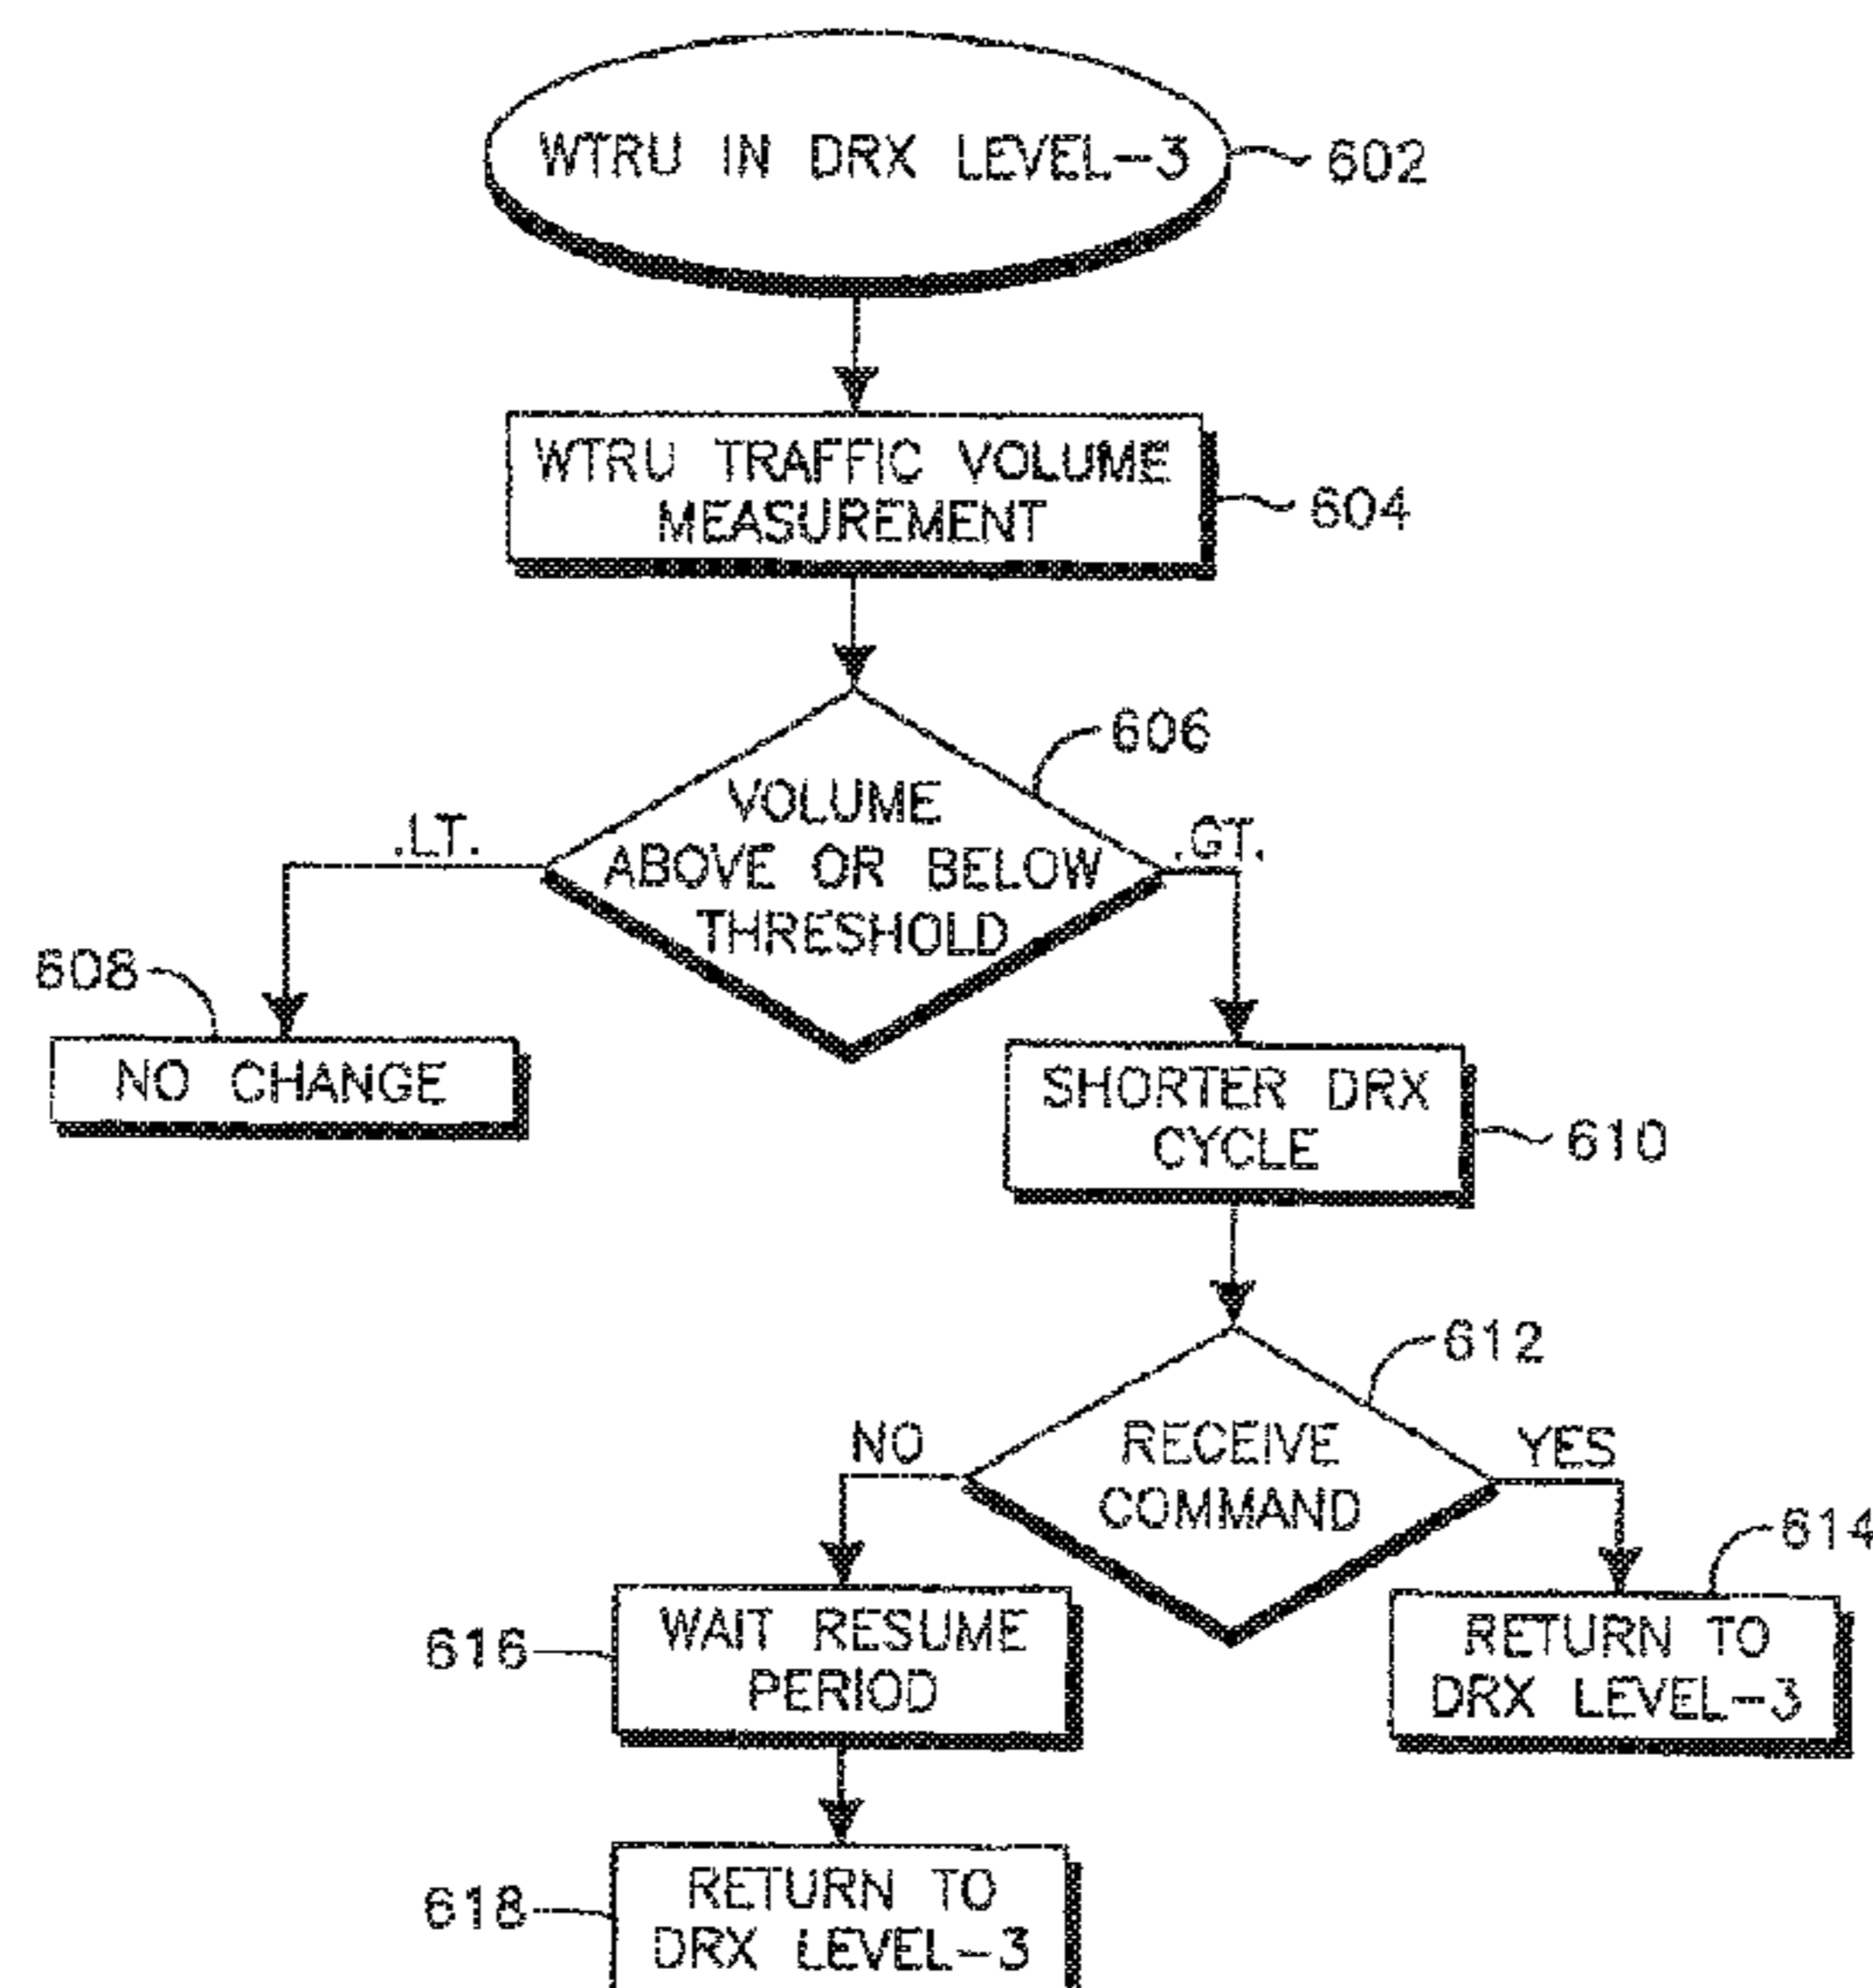 WTRU IN DRX LEVEL-3
602
WTRU TRAFFIC VOLUME
MEASUREMENT
604
606
VOLUME
ABOVE OR BELOW
THRESHOLD
.LT.
.GT.
608
NO CHANGE
SHORTER DRX
CYCLE
610
612
RECEIVE
COMMAND
NO
YES
614
616
WAIT RESUME
PERIOD
RETURN TO
DRX LEVEL-3
618
RETURN TO
DRX LEVEL-3